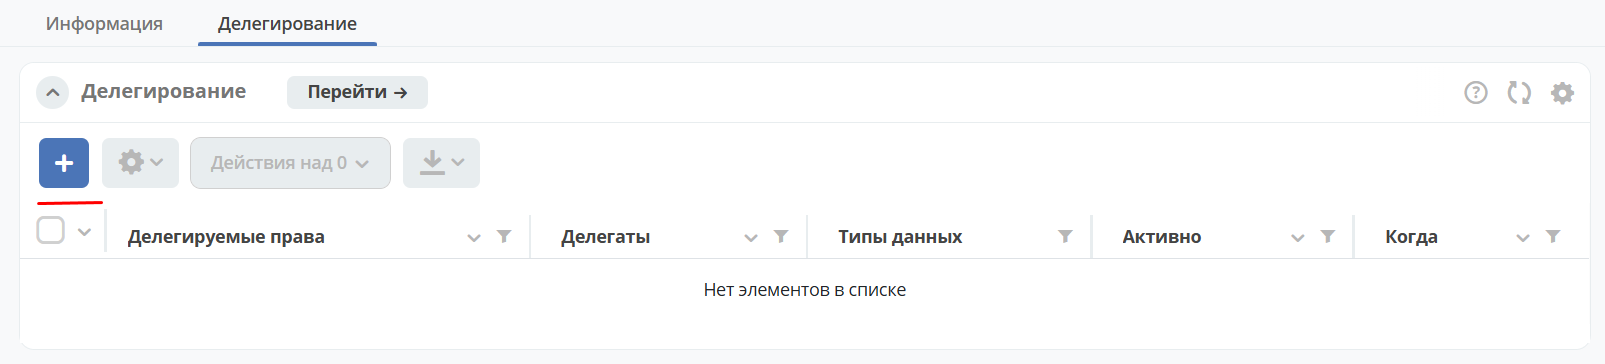 Информация Делегирование
Делегирование Перейти →
Действия над 0
Делегируемые права Делегаты Типы данных Активно Когда
Нет элементов в списке